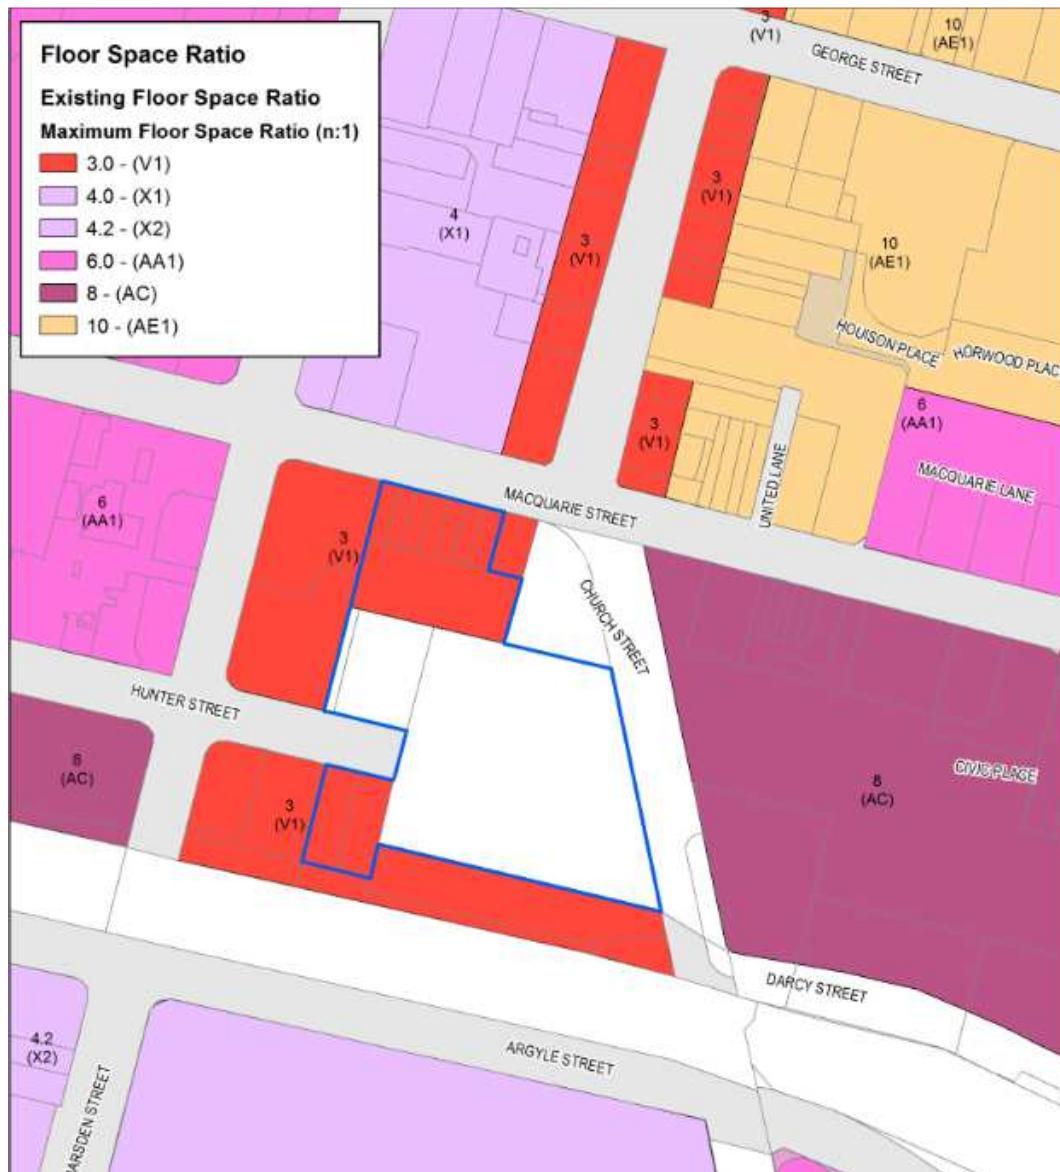 Floor Space Ratio
Existing Floor Space Ratio
Maximum Floor Space Ratio (n:1)
3.0 - (V1)
4.0 - (X1)
4.2 - (X2)
6.0 - (AA1)
8 - (AC)
10 - (AE1)
3
(V1)
10
(AE1)
GEORGE STREET
3
(V1)
4
(X1)
3
(V1)
10
(AE1)
HOUISON PLACE
HORWOOD PLAC
6
(AA1)
3
(V1)
UNITED LANE
MACQUARIE LANE
6
(AA1)
MACQUARIE STREET
3
(V1)
CHURCH STREET
HUNTER STREET
8
(AC)
CIVIC PLACE
8
(AC)
3
(V1)
DARCY STREET
4.2
(X2)
ARGYLE STREET
ARSDEN STREET